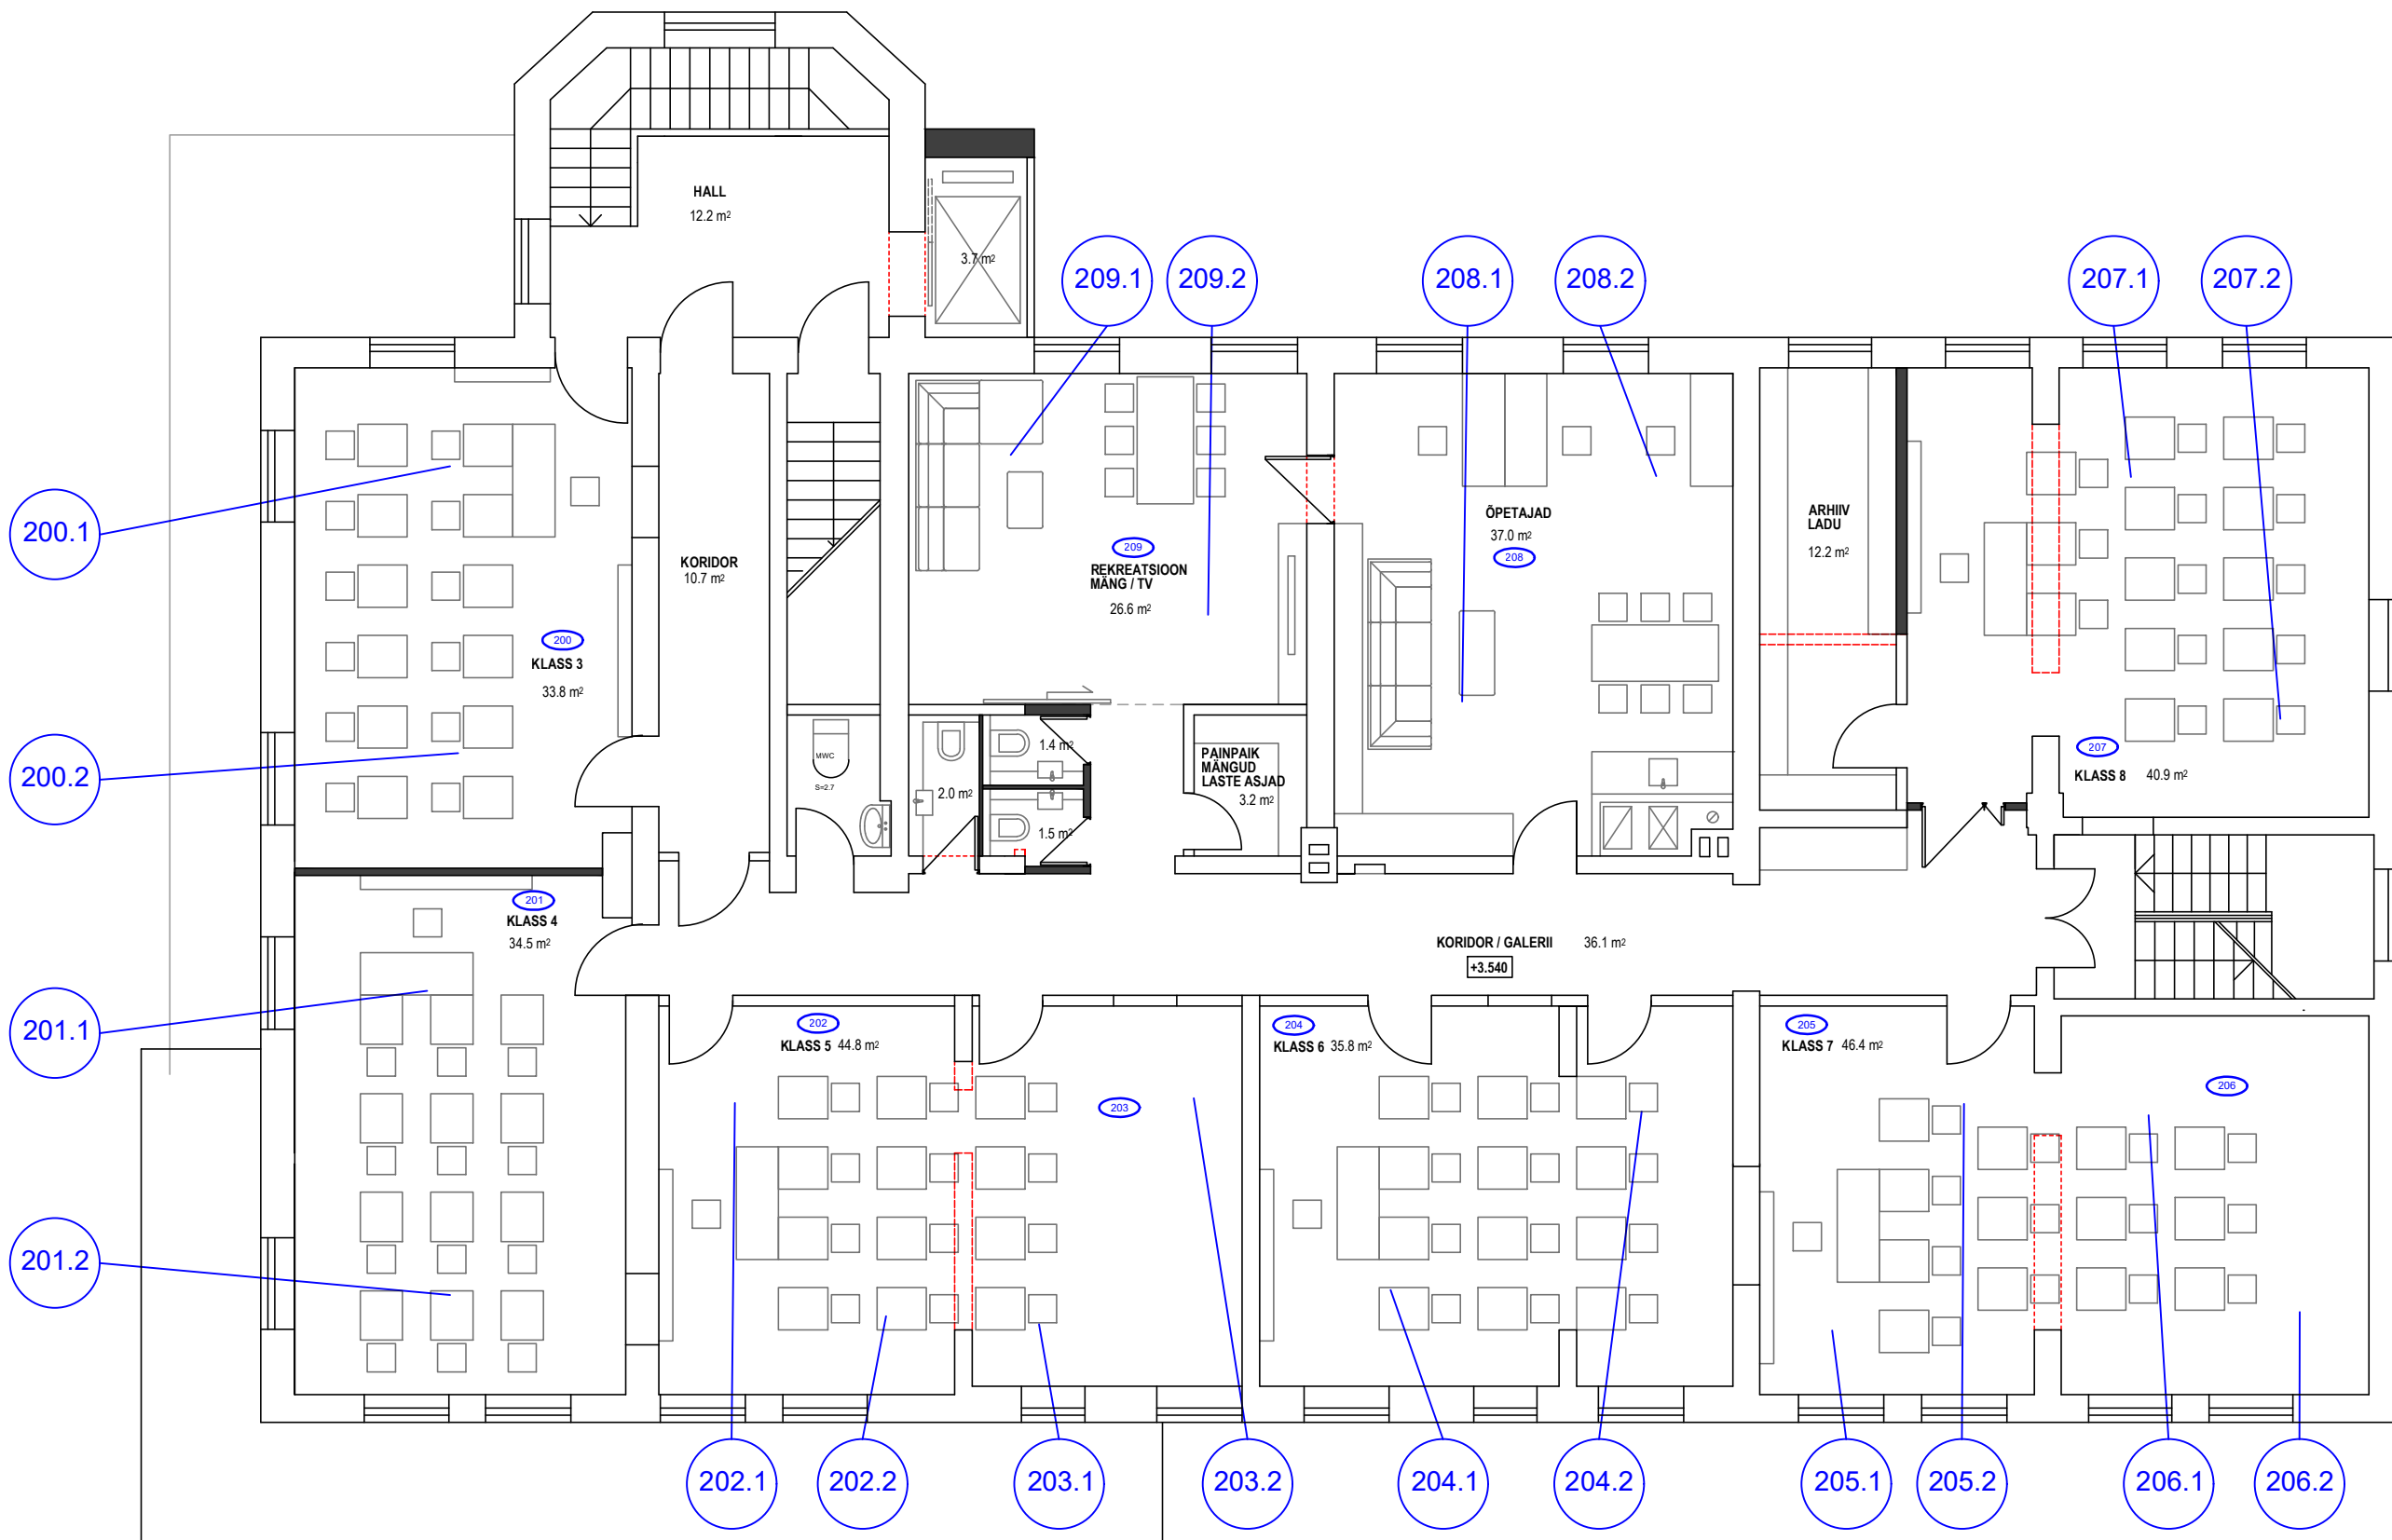 HALL
12.2 m²
3.7 m²
209.1
209.2
208.1
208.2
207.1
207.2
200.1
200.2
201.1
201.2
KORIDOR
10.7 m²
209
REKREATSIOON
MÄNG / TV
26.6 m²
ÕPETAJAD
37.0 m²
208
ARHIIV
LADU
12.2 m²
200
KLASS 3
33.8 m²
MWC
S=2.7
1.4 m²
2.0 m²
1.5 m²
PAINPAIK
MÄNGUD
LASTE ASJAD
3.2 m²
207
KLASS 8 40.9 m²
201
KLASS 4
34.5 m²
KORIDOR / GALERII 36.1 m²
+3.540
202
KLASS 5 44.8 m²
203
204
KLASS 6 35.8 m²
205
KLASS 7 46.4 m²
206
202.1
202.2
203.1
203.2
204.1
204.2
205.1
205.2
206.1
206.2